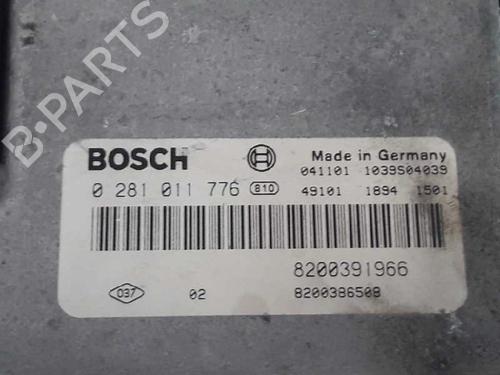 B-PARTS
BOSCH Made in Germany
041101 1039S04039
0 281 011 776 810 49101 1894 1501
8200391966
037 02 8200386508